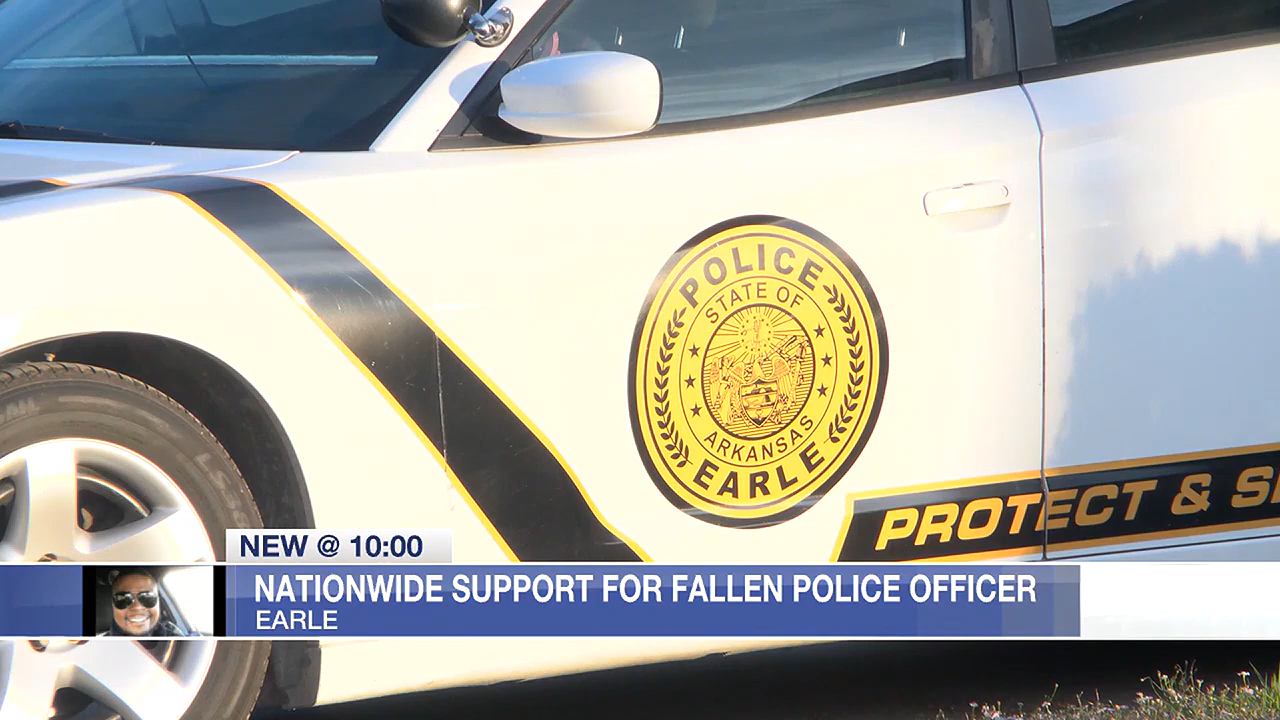 POLICE
STATE OF
ARKANSAS
EARLE
PROTECT & S
NEW @ 10:00
NATIONWIDE SUPPORT FOR FALLEN POLICE OFFICER
EARLE